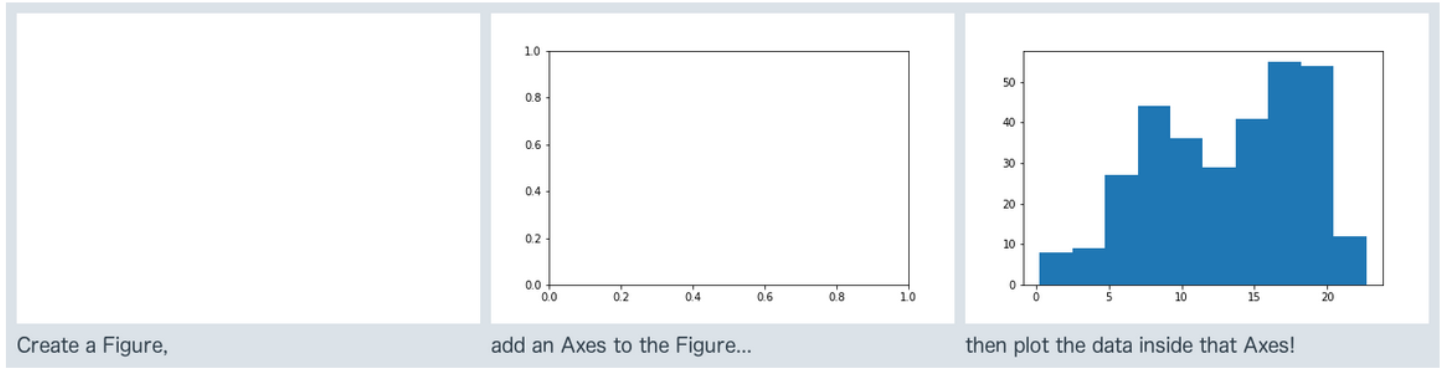 1.0
0.8
0.6
0.4
0.2
0.0
0.0 0.2 0.4 0.6 0.8 1.0
50
40
30
20
10
0
0 5 10 15 20
Create a Figure,
add an Axes to the Figure...
then plot the data inside that Axes!